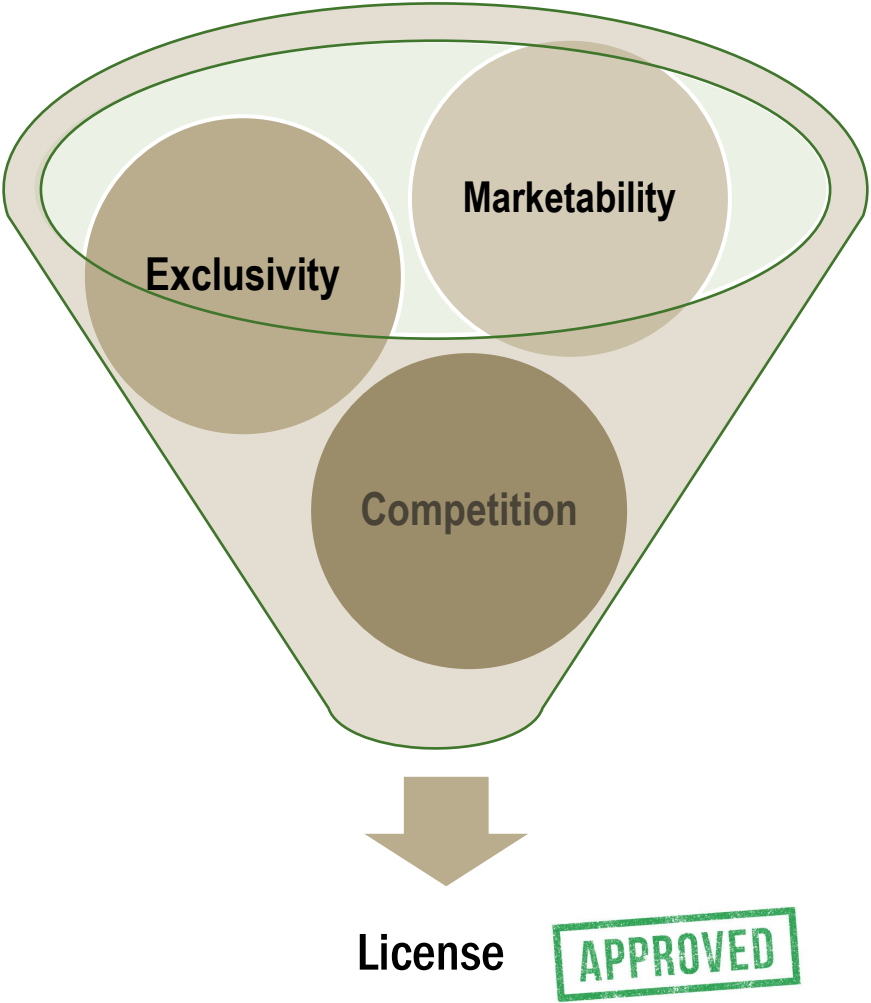 Marketability
Exclusivity
Competition
License
APPROVED